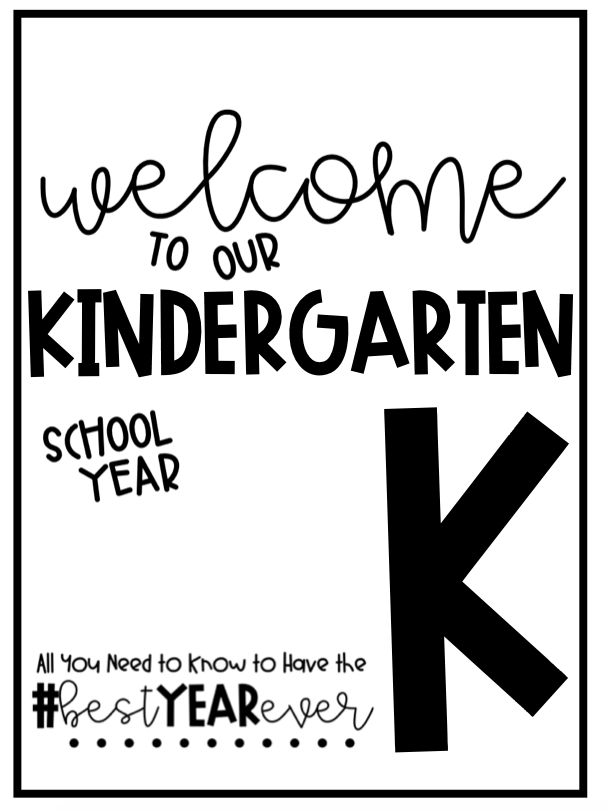 welcome
TO OUR
KINDERGARTEN
SCHOOL
YEAR
K
All You Need to Know to Have the
#bestYEARever